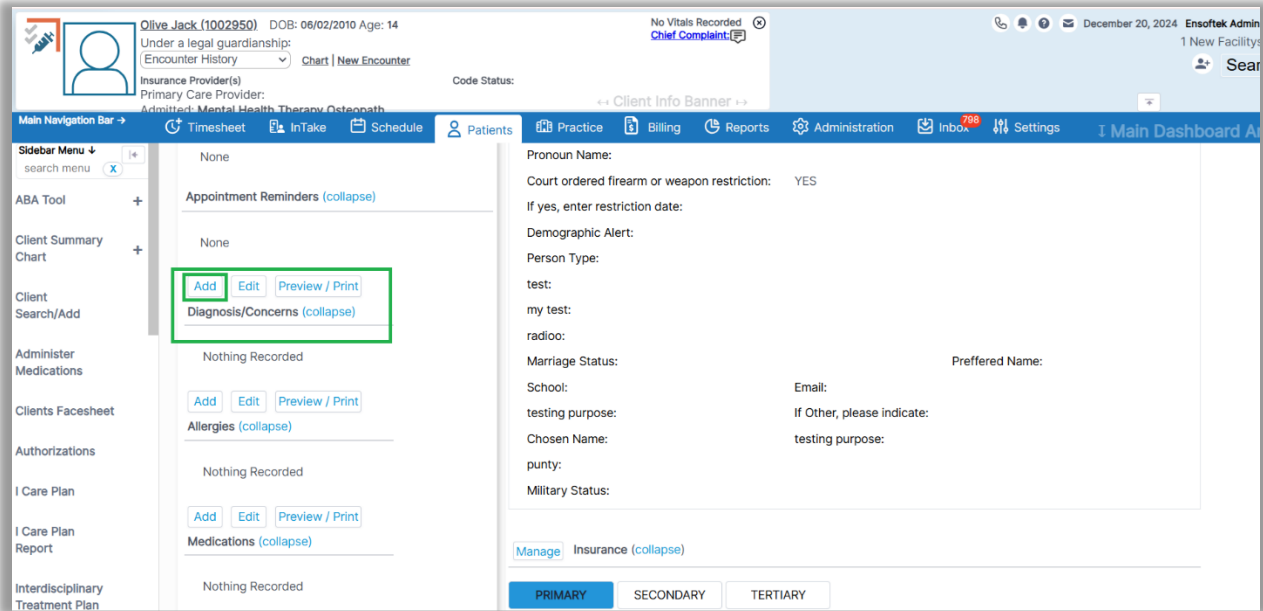 Olive Jack (1002950) DOB: 06/02/2010 Age: 14
Under a legal guardianship:
Encounter History Chart | New Encounter
Insurance Provider(s) Code Status:
Primary Care Provider:
Admitted: Mental Health Therapy Osteopath
No Vitals Recorded
Chief Complaint:
↔ Client Info Banner ↔
December 20, 2024 Ensoftek Admin
1 New Facilitys
Sear
Main Navigation Bar →
Timesheet InTake Schedule Patients Practice Billing Reports Administration Inbox 798 Settings
Main Dashboard Ar
Sidebar Menu ↓
search menu X
ABA Tool +
Client Summary
Chart +
Client
Search/Add
Administer
Medications
Clients Facesheet
Authorizations
I Care Plan
I Care Plan
Report
Interdisciplinary
Treatment Plan
None
Appointment Reminders (collapse)
None
Add Edit Preview / Print
Diagnosis/Concerns (collapse)
Nothing Recorded
Add Edit Preview / Print
Allergies (collapse)
Nothing Recorded
Add Edit Preview / Print
Medications (collapse)
Nothing Recorded
Pronoun Name:
Court ordered firearm or weapon restriction: YES
If yes, enter restriction date:
Demographic Alert:
Person Type:
test:
my test:
radioo:
Marriage Status: Preffered Name:
School: Email:
testing purpose: If Other, please indicate:
Chosen Name: testing purpose:
punty:
Military Status:
Manage Insurance (collapse)
PRIMARY SECONDARY TERTIARY